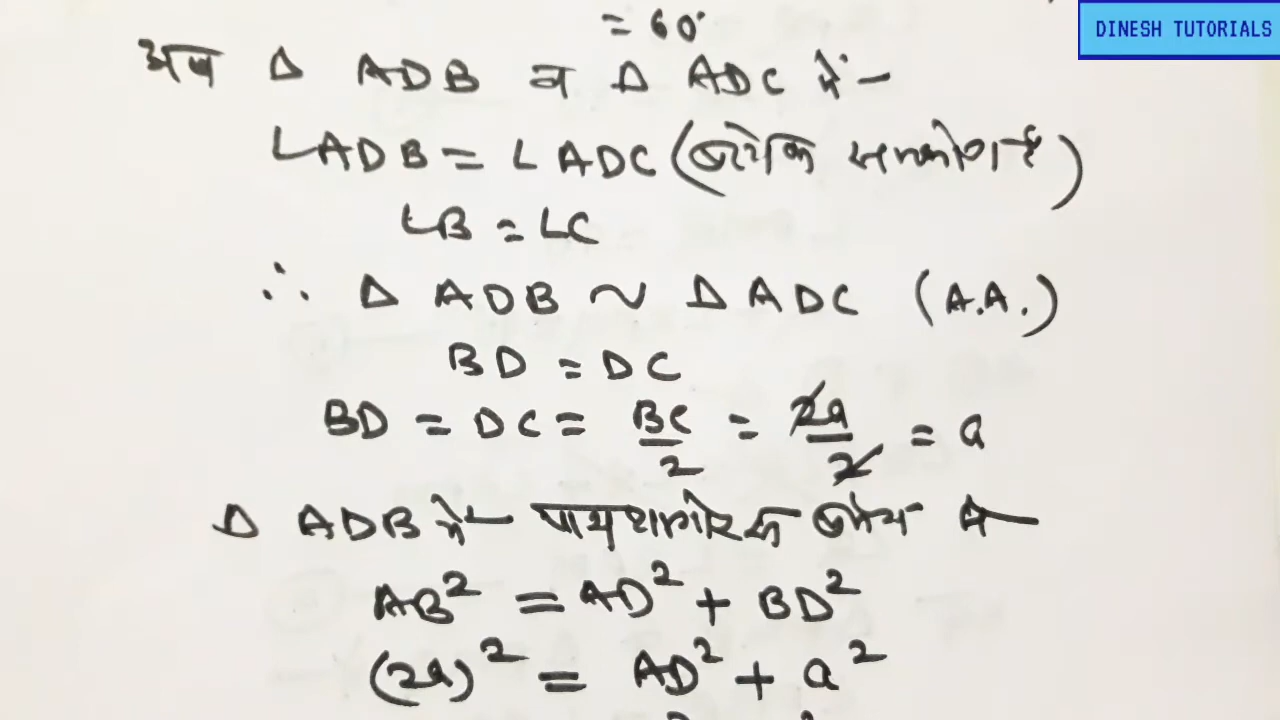 = 60°
DINESH TUTORIALS
अब Δ ADB व Δ ADC में -
∠ADB = ∠ADC (क्योंकि समकोण है)
∠B = ∠C
∴ Δ ADB ~ Δ ADC (A.A.)
BD = DC
BD = DC = BC/2 = 2a/2 = a
Δ ADB में - पायथागोरस प्रमेय से -
AB² = AD² + BD²
(2a)² = AD² + a²